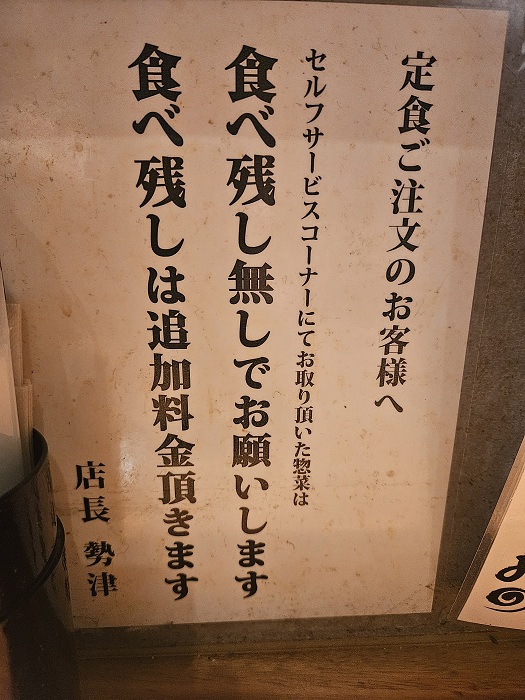 定食ご注文のお客様へ
セルフサービスコーナーにてお取り頂いた惣菜は
食べ残し無しでお願いします
食べ残しは追加料金頂きます
店長 勢津